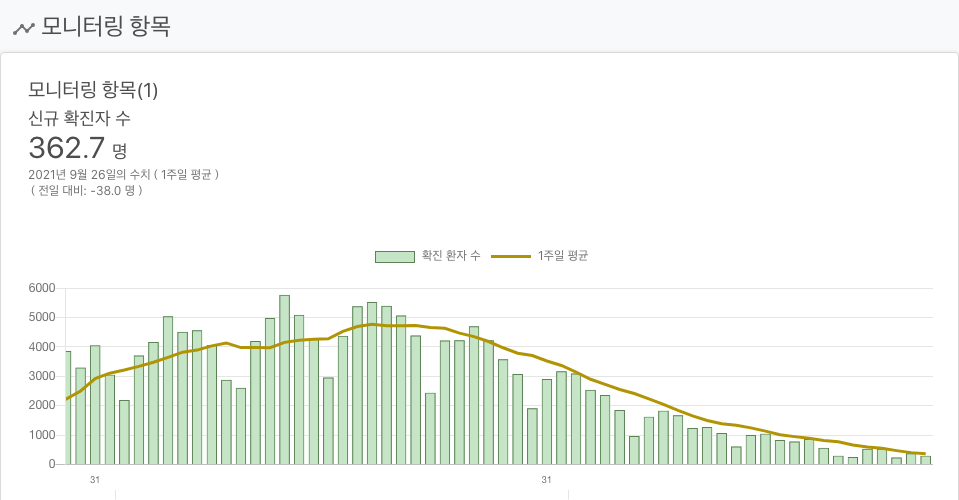 모니터링 항목
모니터링 항목(1)
신규 확진자 수
362.7 명
2021년 9월 26일의 수치 ( 1주일 평균 )
( 전일 대비: -38.0 명 )
확진 환자 수 1주일 평균
6000
5000
4000
3000
2000
1000
0
31 31